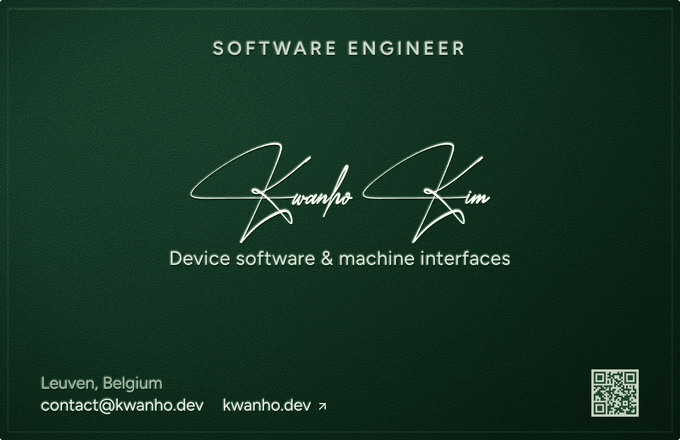 SOFTWARE ENGINEER
Kwanho Kim
Device software & machine interfaces
Leuven, Belgium
contact@kwanho.dev kwanho.dev ↗